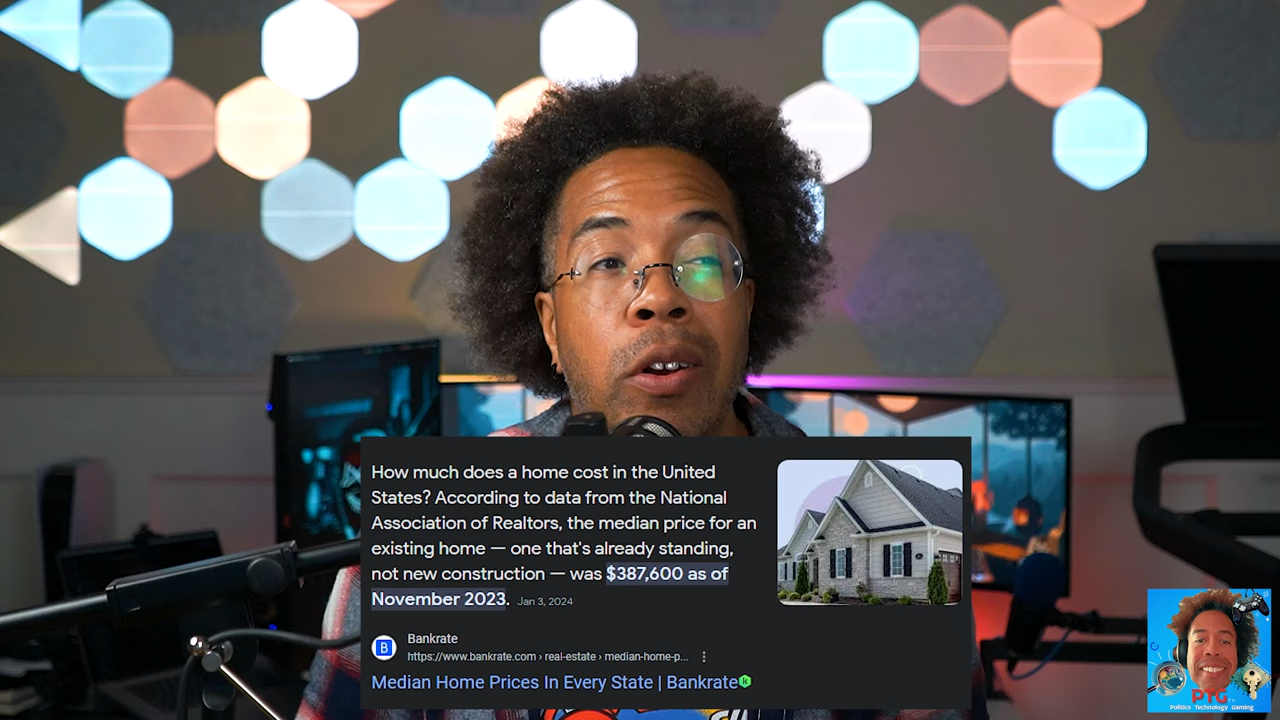 How much does a home cost in the United
States? According to data from the National
Association of Realtors, the median price for an
existing home — one that's already standing,
not new construction — was $387,600 as of
November 2023. Jan 3, 2024
B
Bankrate
https://www.bankrate.com › real-estate › median-home-p...
Median Home Prices In Every State | Bankrate
PTG
Politics Technology Gaming